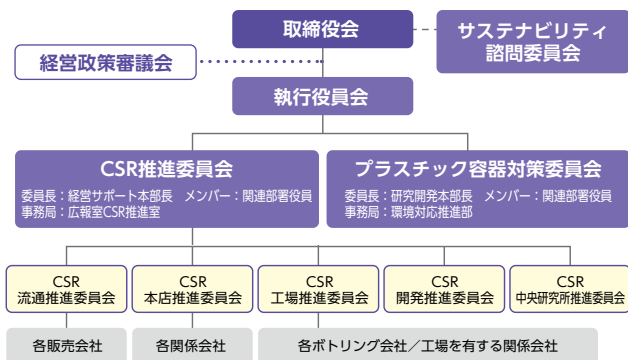 取締役会
サステナビリティ
諮問委員会
経営政策審議会
執行役員会
CSR推進委員会
委員長：経営サポート本部長　メンバー：関連部署役員
事務局：広報室CSR推進室
プラスチック容器対策委員会
委員長：研究開発本部長　メンバー：関連部署役員
事務局：環境対応推進部
CSR
流通推進委員会
CSR
本店推進委員会
CSR
工場推進委員会
CSR
開発推進委員会
CSR
中央研究所推進委員会
各販売会社
各関係会社
各ボトリング会社／工場を有する関係会社